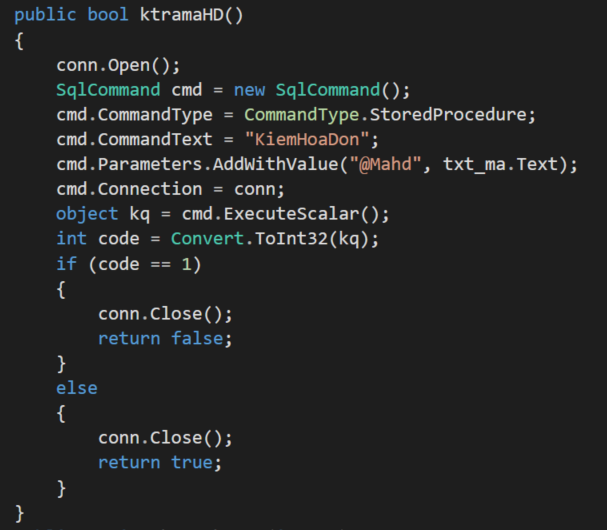 public bool ktramaHD()
{
    conn.Open();
    SqlCommand cmd = new SqlCommand();
    cmd.CommandType = CommandType.StoredProcedure;
    cmd.CommandText = "KiemHoaDon";
    cmd.Parameters.AddWithValue("@Mahd", txt_ma.Text);
    cmd.Connection = conn;
    object kq = cmd.ExecuteScalar();
    int code = Convert.ToInt32(kq);
    if (code == 1)
    {
        conn.Close();
        return false;
    }
    else
    {
        conn.Close();
        return true;
    }
}